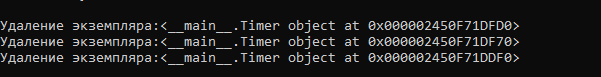 Удаление экземпляра:<__main__.Timer object at 0x000002450F71DFD0>
Удаление экземпляра:<__main__.Timer object at 0x000002450F71DF70>
Удаление экземпляра:<__main__.Timer object at 0x000002450F71DDF0>